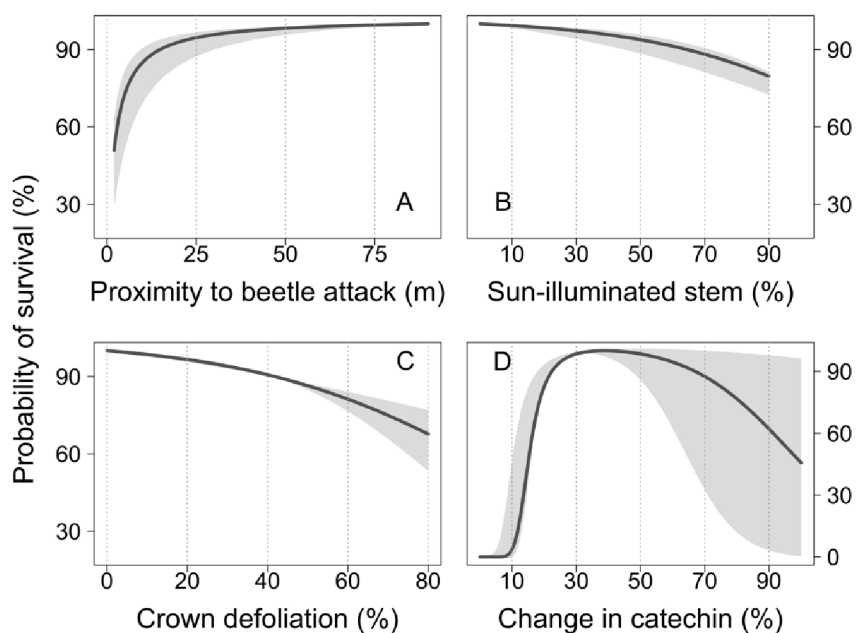 Probability of survival (%)
90
60
30
A
0 25 50 75
Proximity to beetle attack (m)
90
60
30
B
10 30 50 70 90
Sun-illuminated stem (%)
90
60
30
C
0 20 40 60 80
Crown defoliation (%)
D
90
60
30
0
10 30 50 70 90
Change in catechin (%)